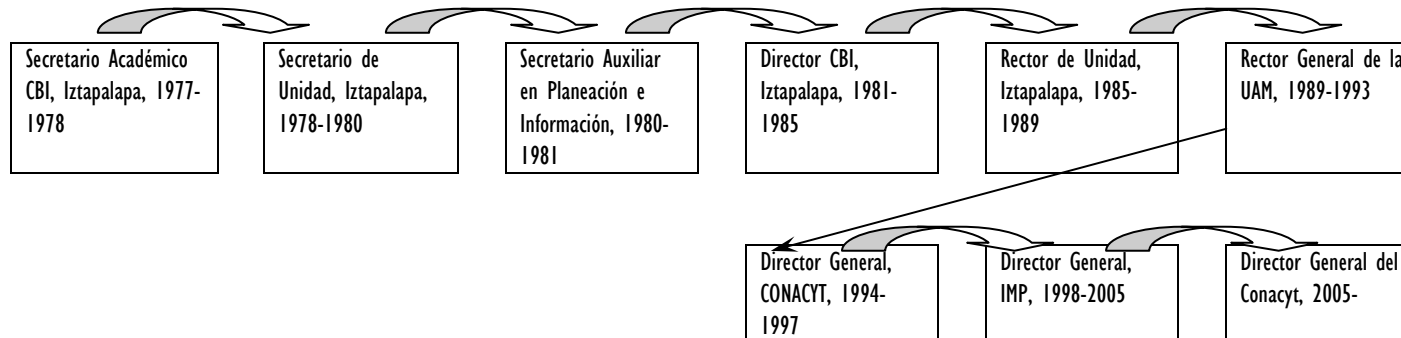 Secretario Académico
CBI, Iztapalapa, 1977-
1978
Secretario de
Unidad, Iztapalapa,
1978-1980
Secretario Auxiliar
en Planeación e
Información, 1980-
1981
Director CBI,
Iztapalapa, 1981-
1985
Rector de Unidad,
Iztapalapa, 1985-
1989
Rector General de la
UAM, 1989-1993
Director General,
CONACYT, 1994-
1997
Director General,
IMP, 1998-2005
Director General del
Conacyt, 2005-